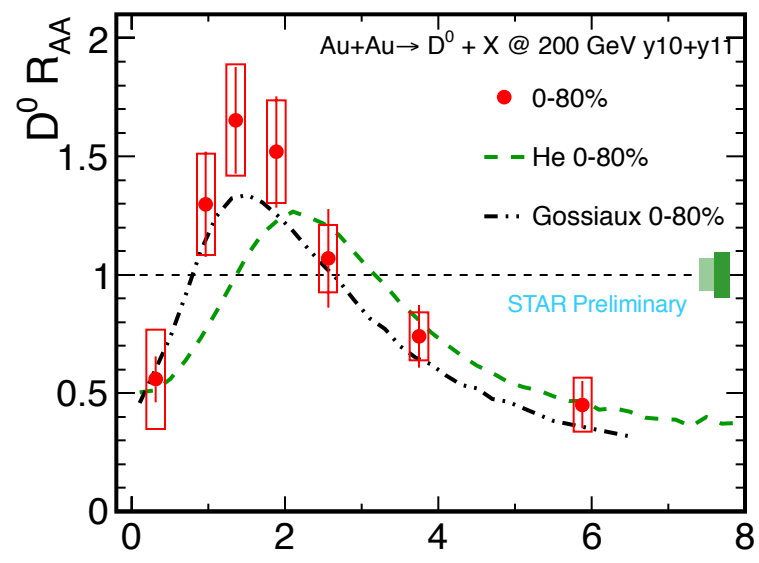 2
Au+Au→ D⁰ + X @ 200 GeV y10+y11
D⁰ R_AA
0-80%
1.5
He 0-80%
Gossiaux 0-80%
1
STAR Preliminary
0.5
0
0 2 4 6 8